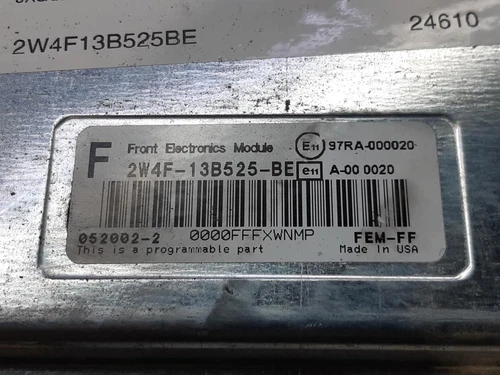 2W4F13B525BE
24610
F
Front Electronics Module
E11 97RA-000020
2W4F-13B525-BE e11 A-00 0020
052002-2 0000FFFXWNMP FEM-FF
This is a programmable part Made In USA